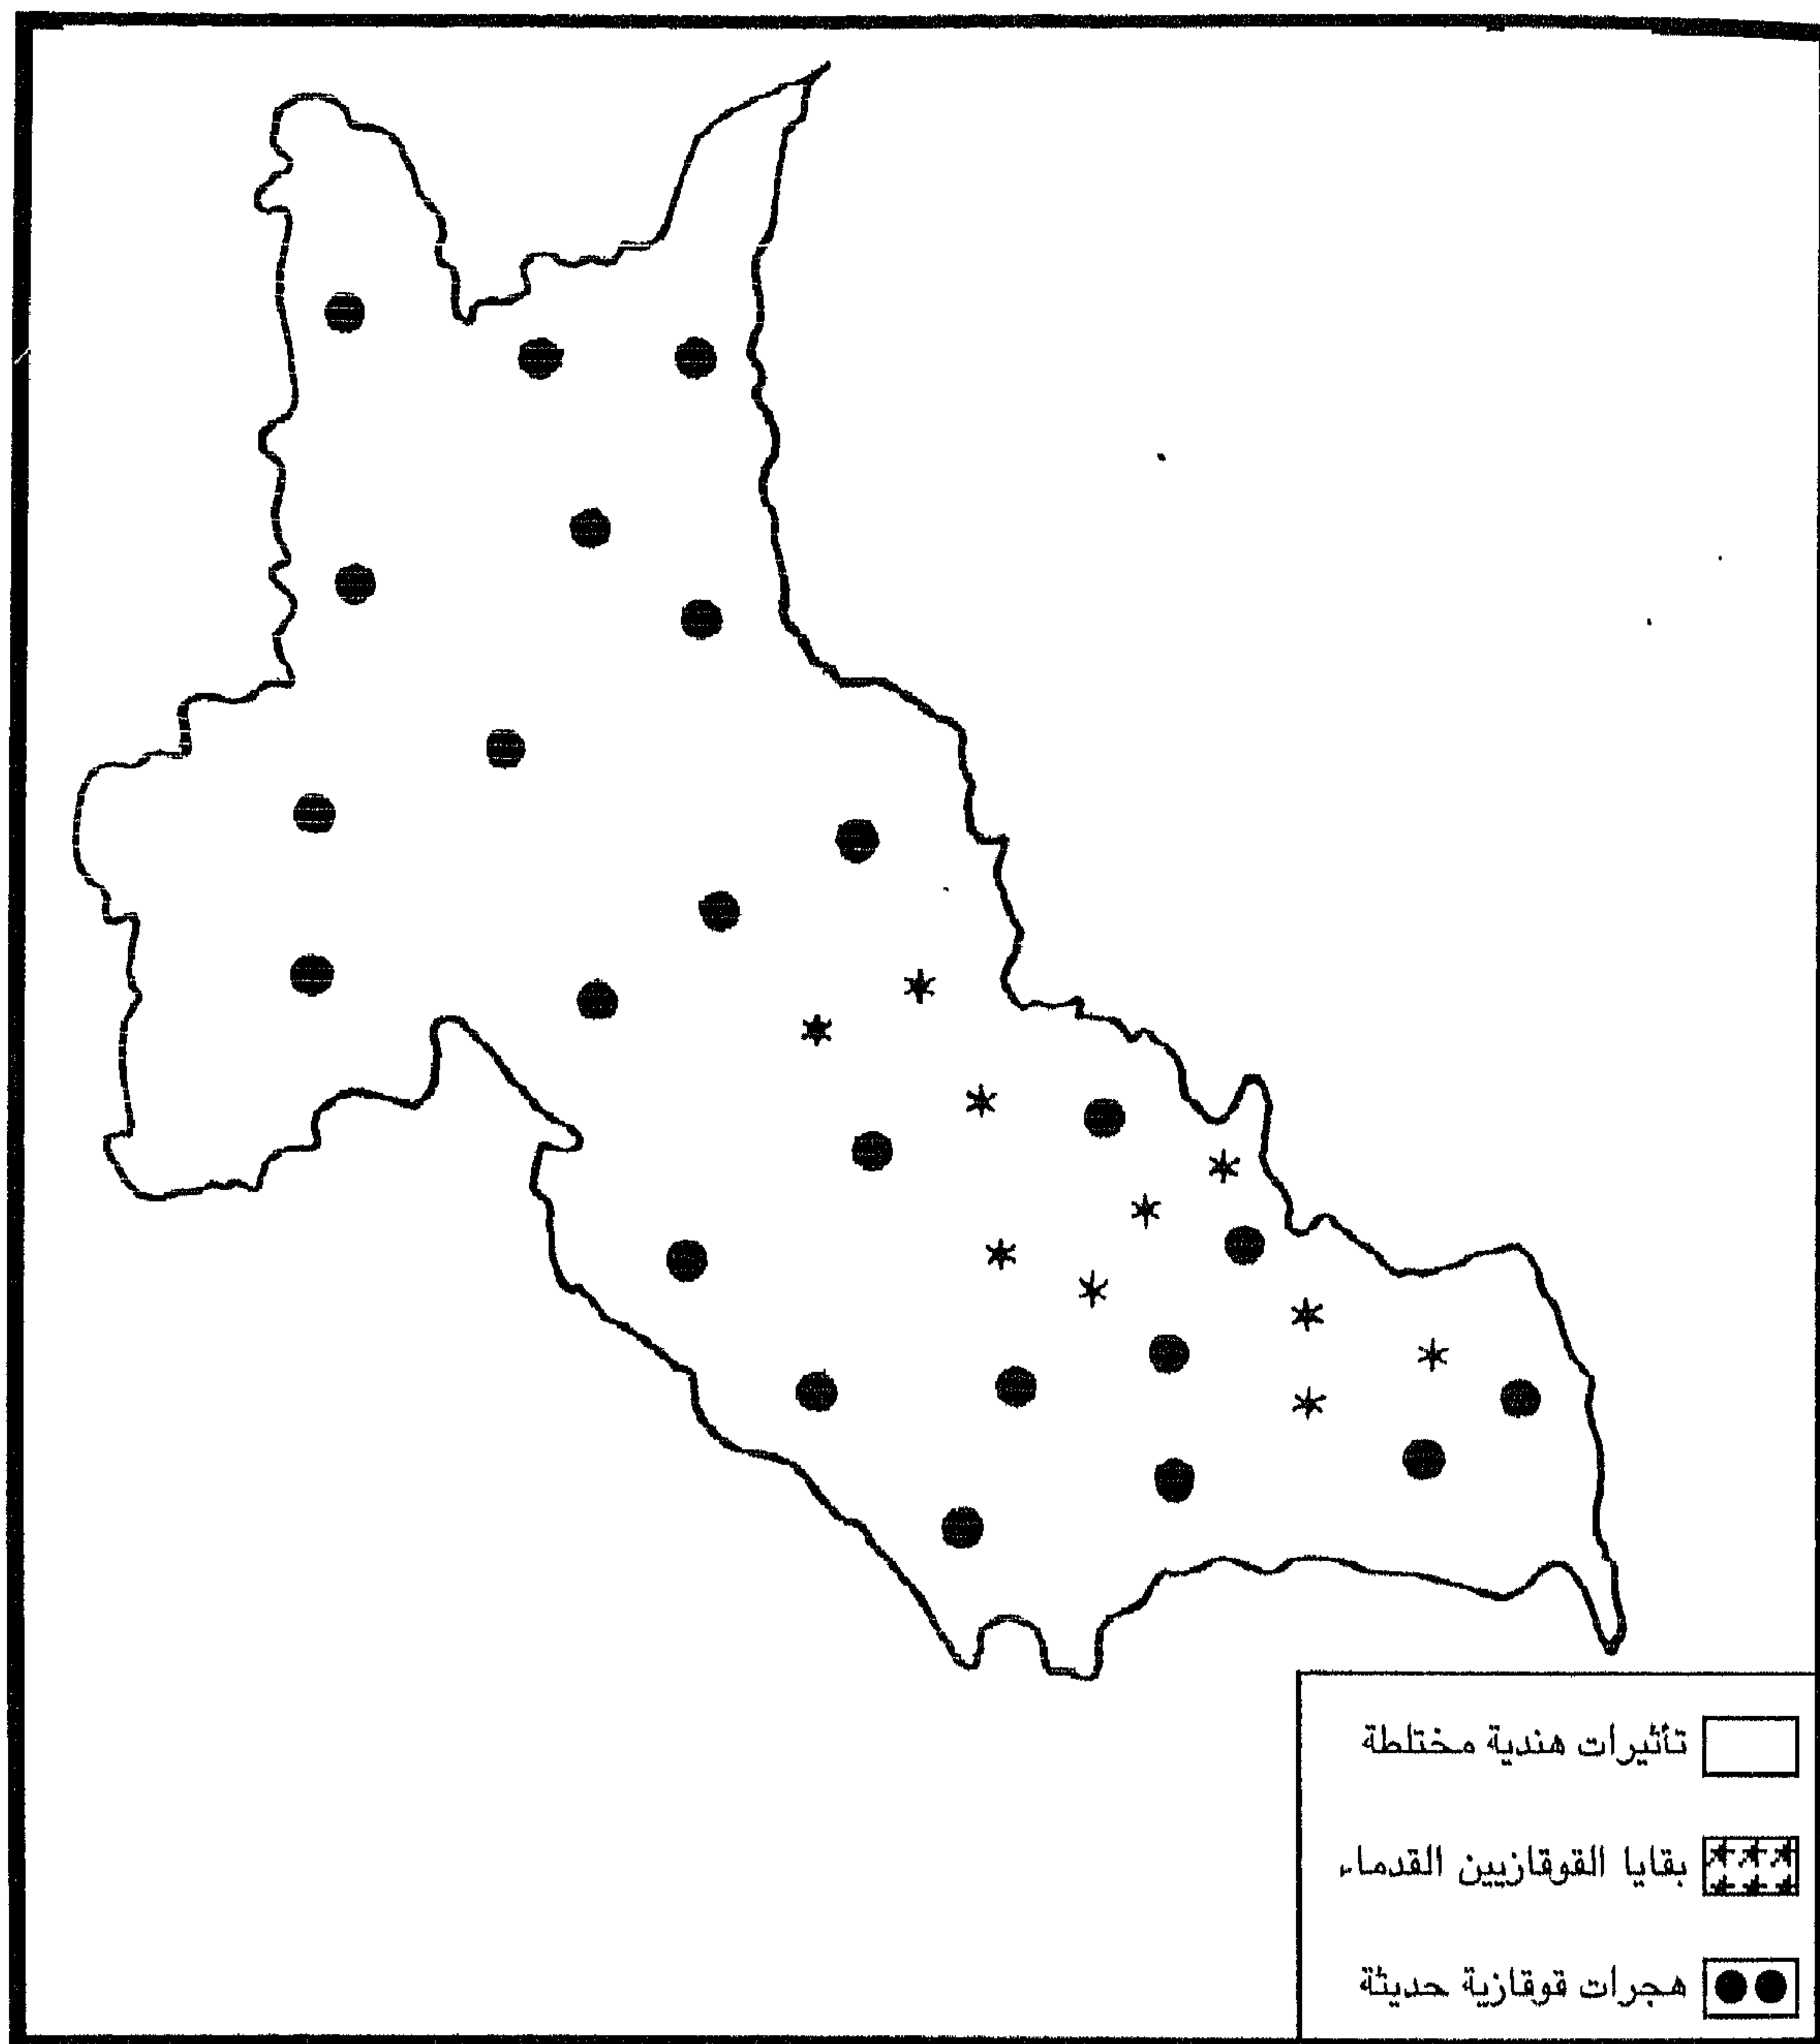 تأثيرات هندية مختلطة
بقايا القوقازيين القدماء
هجرات قوقازية حديثة